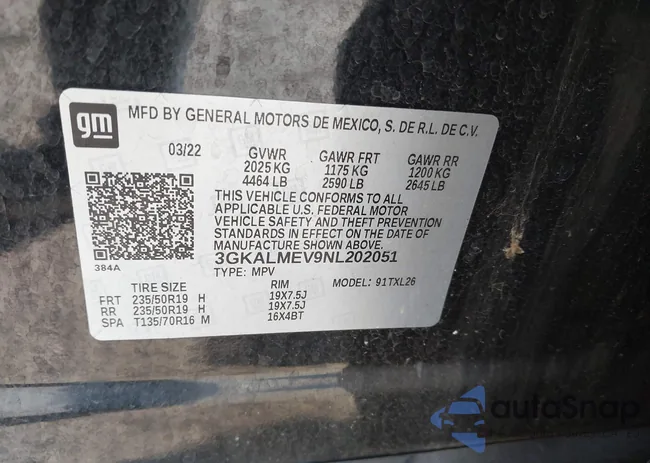 gm
MFD BY GENERAL MOTORS DE MEXICO, S. DE R.L. DE C.V.
03/22 GVWR GAWR FRT GAWR RR
2025 KG 1175 KG 1200 KG
4464 LB 2590 LB 2645 LB
THIS VEHICLE CONFORMS TO ALL
APPLICABLE U.S. FEDERAL MOTOR
VEHICLE SAFETY AND THEFT PREVENTION
STANDARDS IN EFFECT ON THE DATE OF
MANUFACTURE SHOWN ABOVE.
384A
3GKALMEV9NL202051
TYPE: MPV MODEL: 91TXL26
RIM
FRT 235/50R19 H 19X7.5J
RR 235/50R19 H 19X7.5J
SPA T135/70R16 M 16X4BT
autoSnap